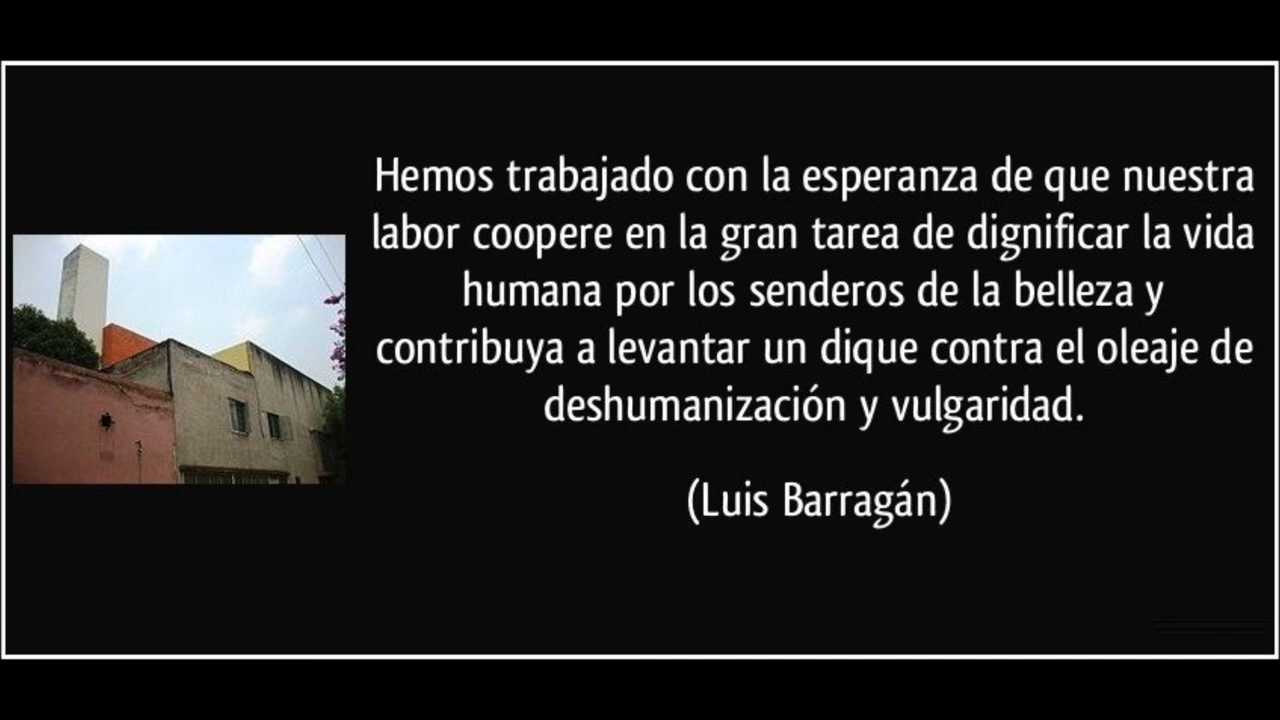 Hemos trabajado con la esperanza de que nuestra
labor coopere en la gran tarea de dignificar la vida
humana por los senderos de la belleza y
contribuya a levantar un dique contra el oleaje de
deshumanización y vulgaridad.
(Luis Barragán)